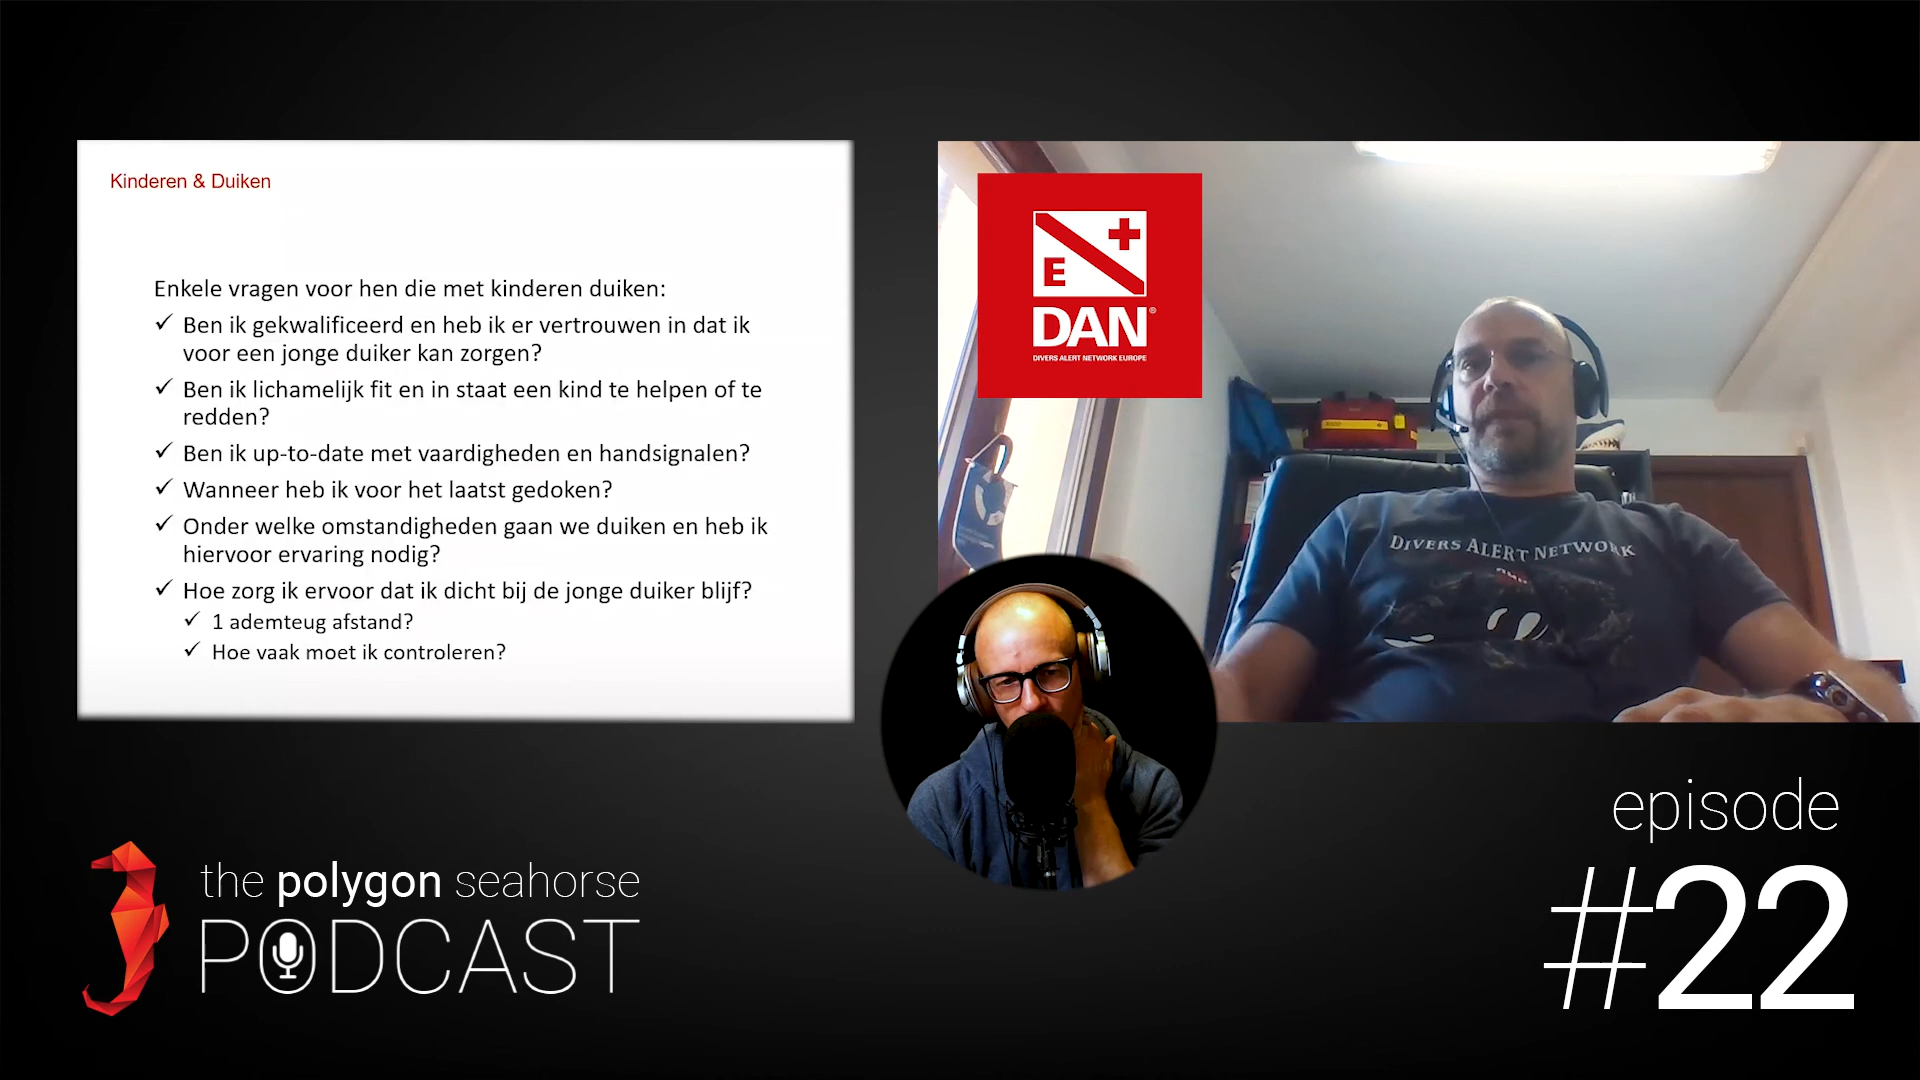 Kinderen & Duiken
Enkele vragen voor hen die met kinderen duiken:
✓ Ben ik gekwalificeerd en heb ik er vertrouwen in dat ik
voor een jonge duiker kan zorgen?
✓ Ben ik lichamelijk fit en in staat een kind te helpen of te
redden?
✓ Ben ik up-to-date met vaardigheden en handsignalen?
✓ Wanneer heb ik voor het laatst gedoken?
✓ Onder welke omstandigheden gaan we duiken en heb ik
hiervoor ervaring nodig?
✓ Hoe zorg ik ervoor dat ik dicht bij de jonge duiker blijf?
✓ 1 ademteug afstand?
✓ Hoe vaak moet ik controleren?
E
DAN®
DIVERS ALERT NETWORK EUROPE
DIVERS ALERT NETWORK
the polygon seahorse
PODCAST
episode
#22